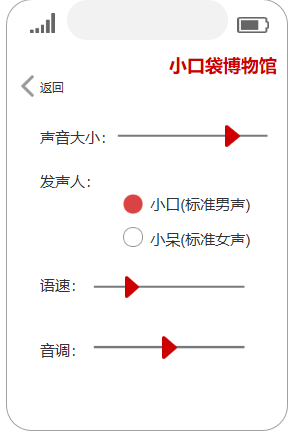 小口袋博物馆
返回
声音大小：
发声人：
小口(标准男声)
小呆(标准女声)
语速：
音调：